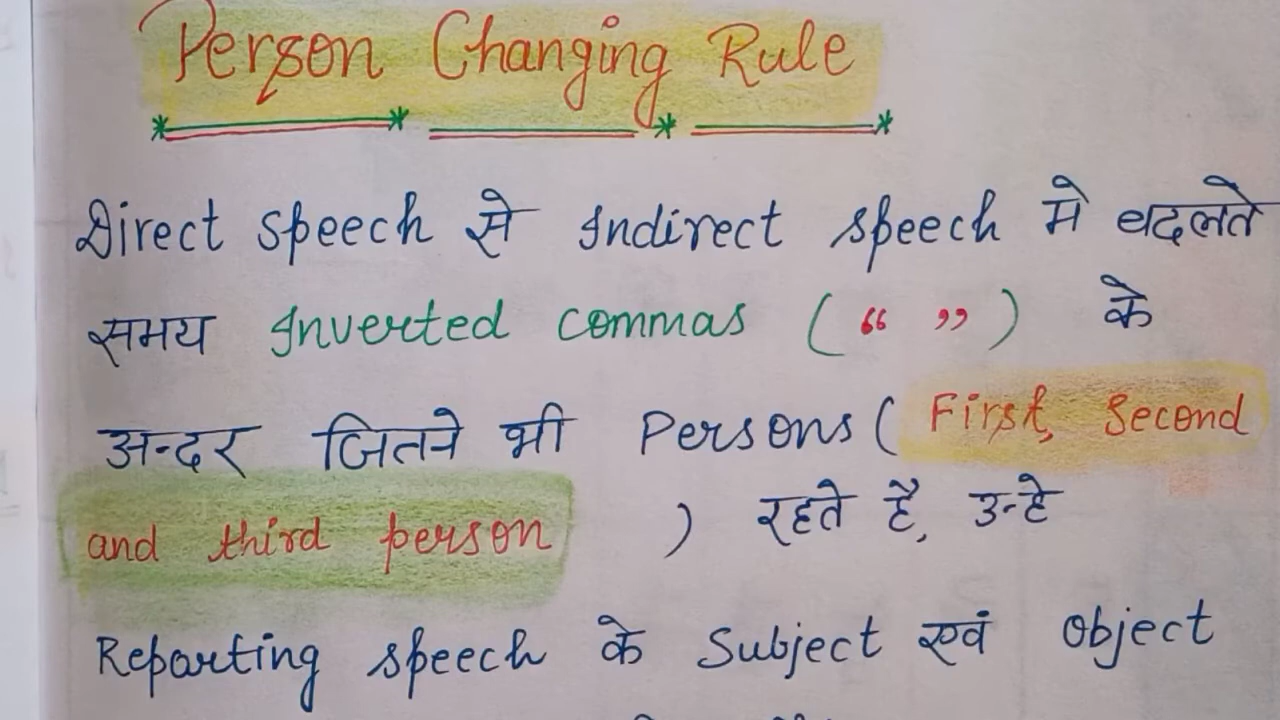 Person Changing Rule
Direct speech से Indirect speech मे बदलते
समय Inverted commas ( “ ” ) के
अन्दर जितने भी Persons ( First, Second
and third person ) रहते है, उन्हे
Reporting speech के Subject एवं Object